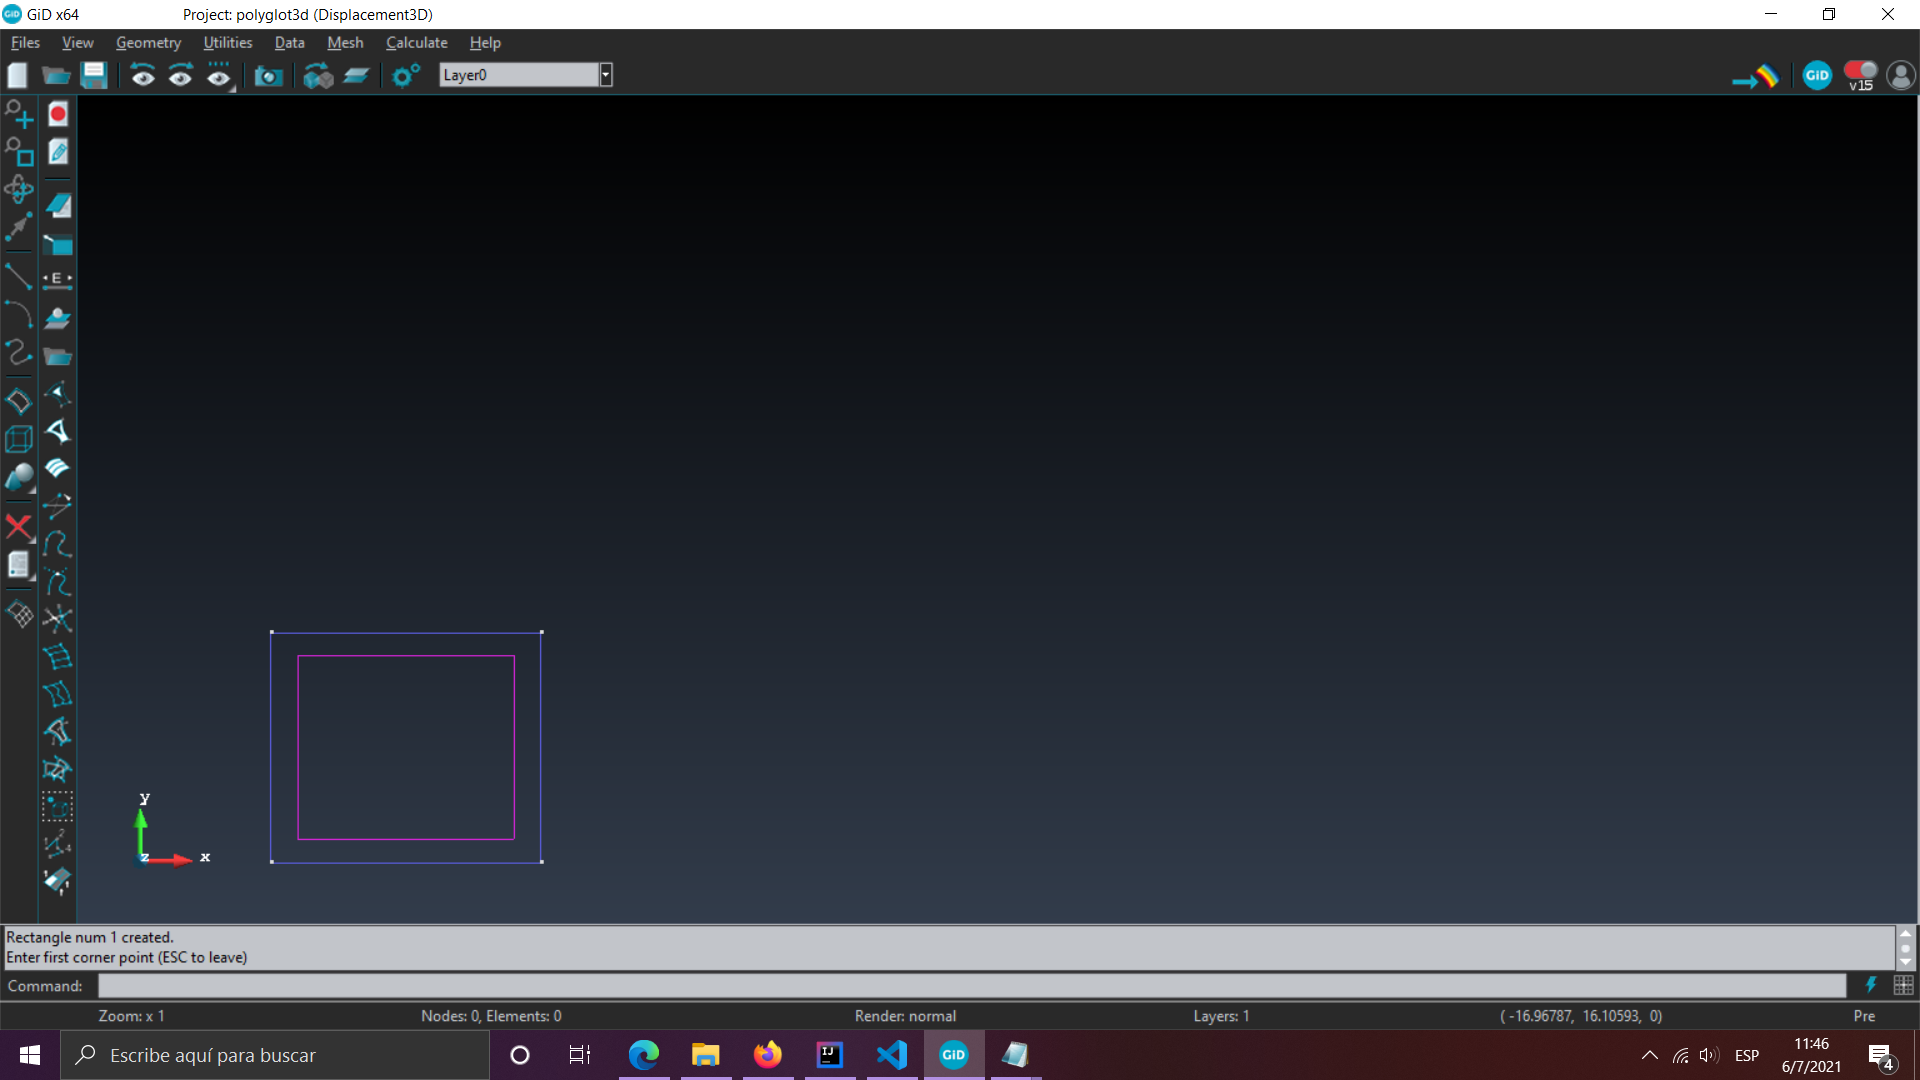 GiD x64
Project: polyglot3d (Displacement3D)
Files View Geometry Utilities Data Mesh Calculate Help
Layer0
GiD
v15
E
y
z x
Rectangle num 1 created.
Enter first corner point (ESC to leave)
Command:
Zoom: x 1
Nodes: 0, Elements: 0
Render: normal
Layers: 1
( -16.96787, 16.10593, 0)
Pre
Escribe aquí para buscar
IJ
GiD
ESP
11:46
6/7/2021
4